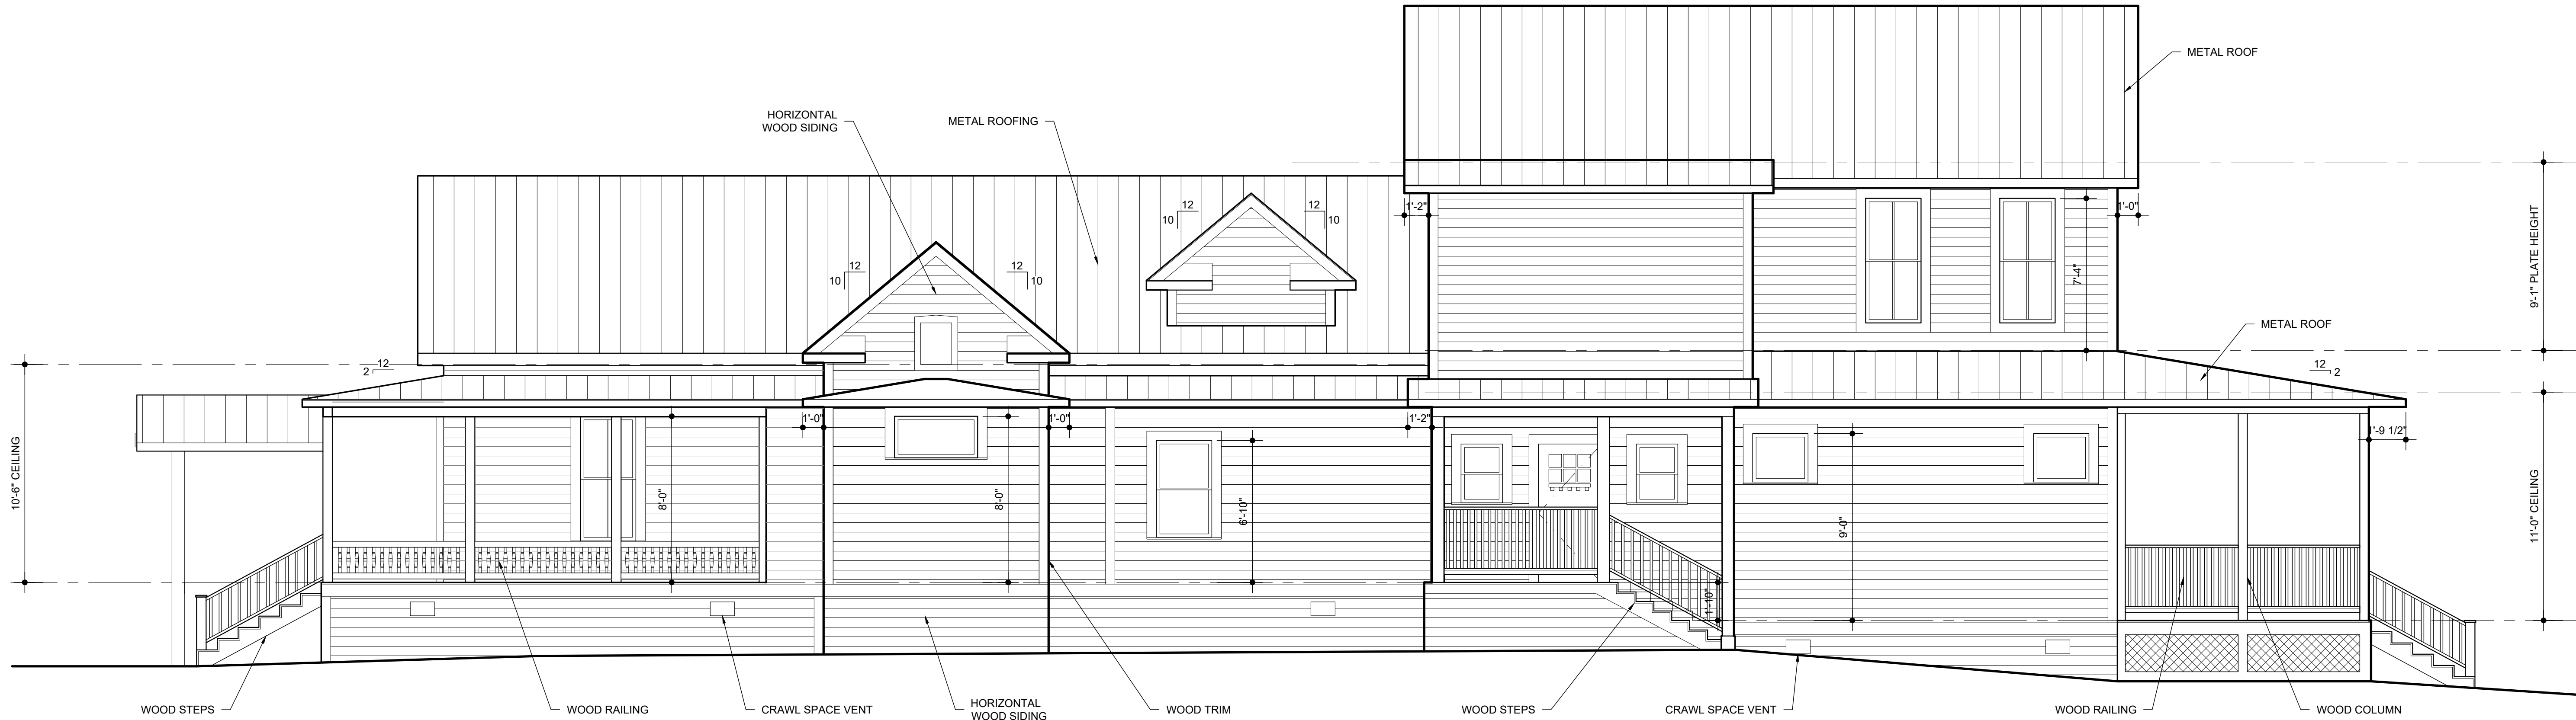 METAL ROOF
HORIZONTAL
WOOD SIDING
METAL ROOFING
12
10
12
10
12
10
12
10
1'-2"
1'-0"
7'-4"
9'-1" PLATE HEIGHT
METAL ROOF
12
2
12
2
10'-6" CEILING
8'-0"
1'-0"
8'-0"
1'-0"
6'-10"
1'-2"
1'-10"
9'-0"
1'-9 1/2"
11'-0" CEILING
WOOD STEPS
WOOD RAILING
CRAWL SPACE VENT
HORIZONTAL
WOOD SIDING
WOOD TRIM
WOOD STEPS
CRAWL SPACE VENT
WOOD RAILING
WOOD COLUMN